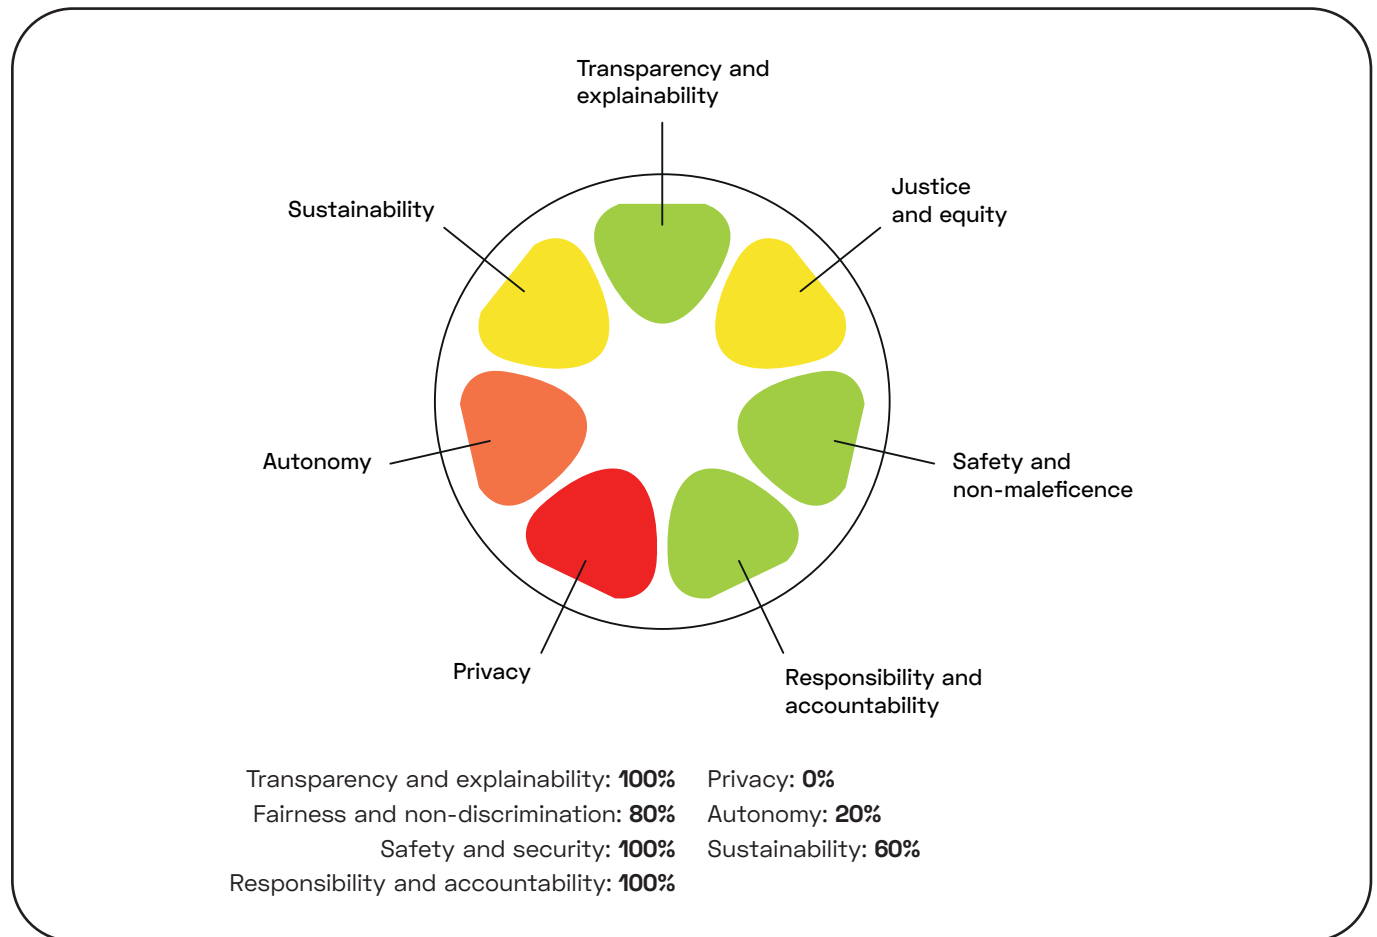 Transparency and
explainability
Justice
and equity
Sustainability
Autonomy
Safety and
non-maleficence
Privacy
Responsibility and
accountability
Transparency and explainability: 100%
Fairness and non-discrimination: 80%
Safety and security: 100%
Responsibility and accountability: 100%
Privacy: 0%
Autonomy: 20%
Sustainability: 60%